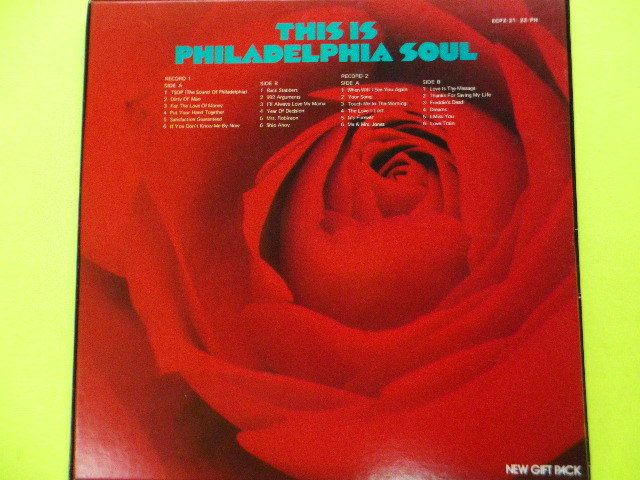 THIS IS
PHILADELPHIA SOUL
ECPZ-21~22-PH
RECORD 1
SIDE A
1 TSOP (The Sound Of Philadelphia)
2 Dirty Ol' Man
3 For The Love Of Money
4 Put Your Hand Together
5 Satisfaction Guaranteed
6 If You Don't Know Me By Now
SIDE B
1 Back Stabbers
2 992 Arguments
3 I'll Always Love My Mama
4 Year Of Decision
5 Mrs. Robinson
6 Ship Ahoy
RECORD 2
SIDE A
1 When Will I See You Again
2 Your Song
3 Touch Me In The Morning
4 The Love I Lost
5 It's Forever
6 Me & Mrs. Jones
SIDE B
1 Love Is The Message
2 Thanks For Saving My Life
3 Freddie's Dead
4 Dreams
5 I Miss You
6 Love Train
NEW GIFT PACK